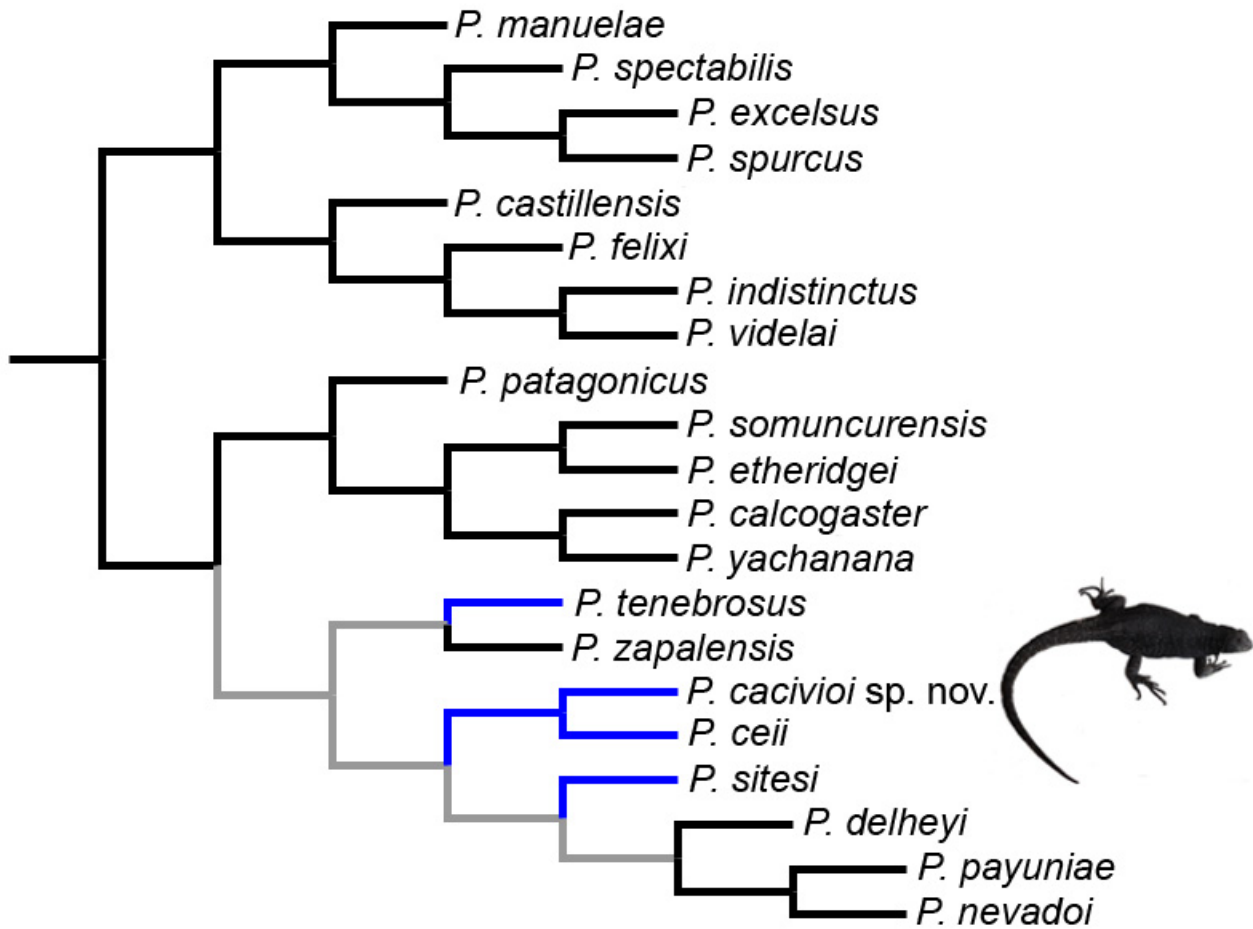 P. manuelae
P. spectabilis
P. excelsus
P. spurcus
P. castillensis
P. felixi
P. indistinctus
P. videlai
P. patagonicus
P. somuncurensis
P. etheridgei
P. calcogaster
P. yachanana
P. tenebrosus
P. zapalensis
P. cacivioi sp. nov.
P. ceii
P. sitesi
P. delheyi
P. payuniae
P. nevadoi